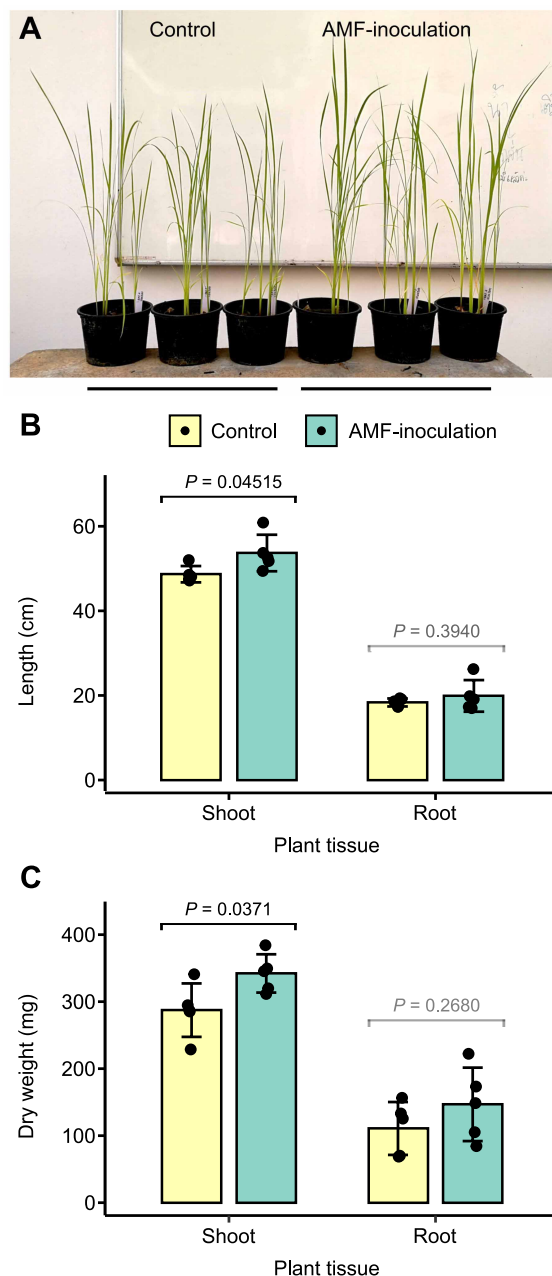 A
Control AMF-inoculation
B
Control AMF-inoculation
P = 0.04515
P = 0.3940
Length (cm)
60
40
20
0
Shoot Root
Plant tissue
C
P = 0.0371
P = 0.2680
Dry weight (mg)
400
300
200
100
0
Shoot Root
Plant tissue